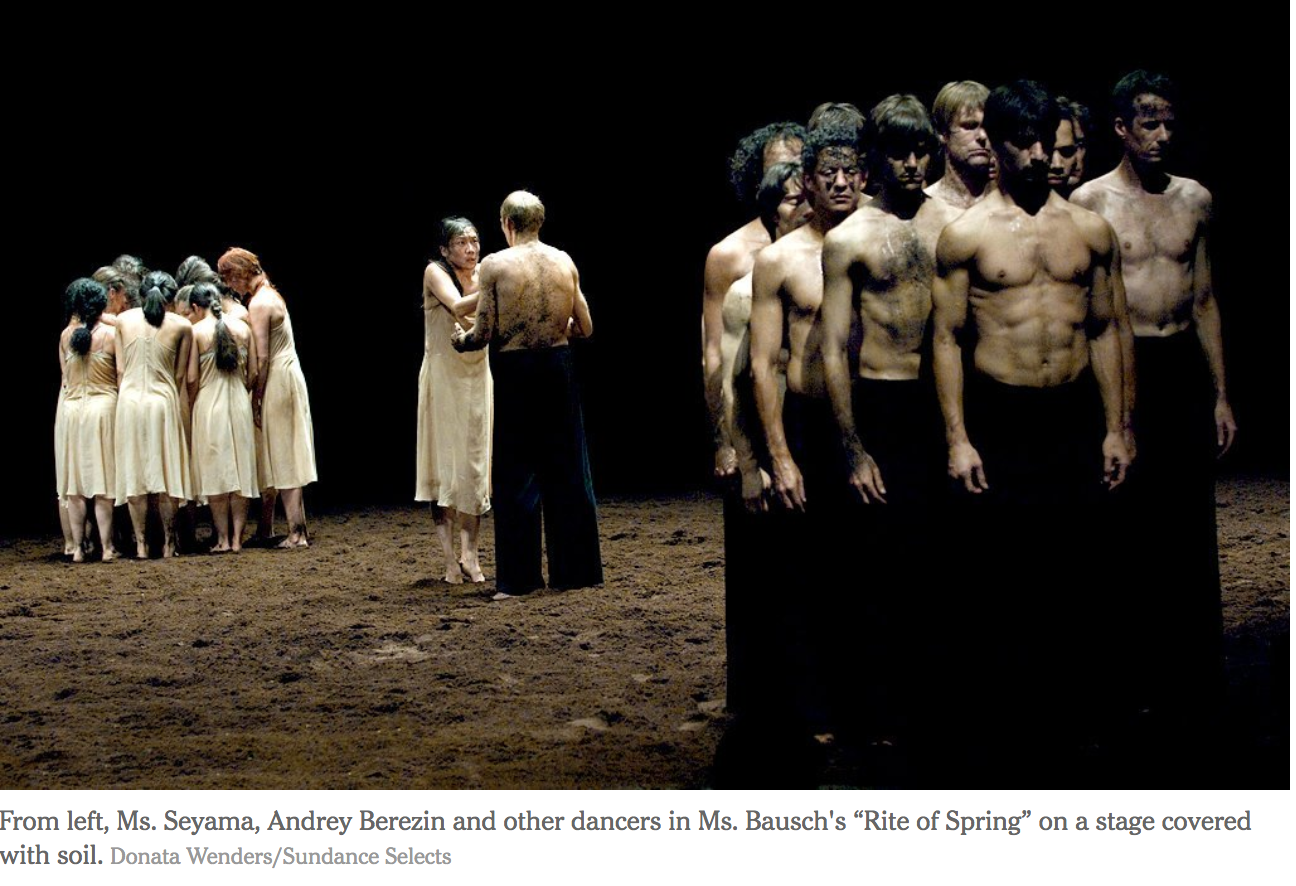 From left, Ms. Seyama, Andrey Berezin and other dancers in Ms. Bausch's “Rite of Spring” on a stage covered
with soil. Donata Wenders/Sundance Selects